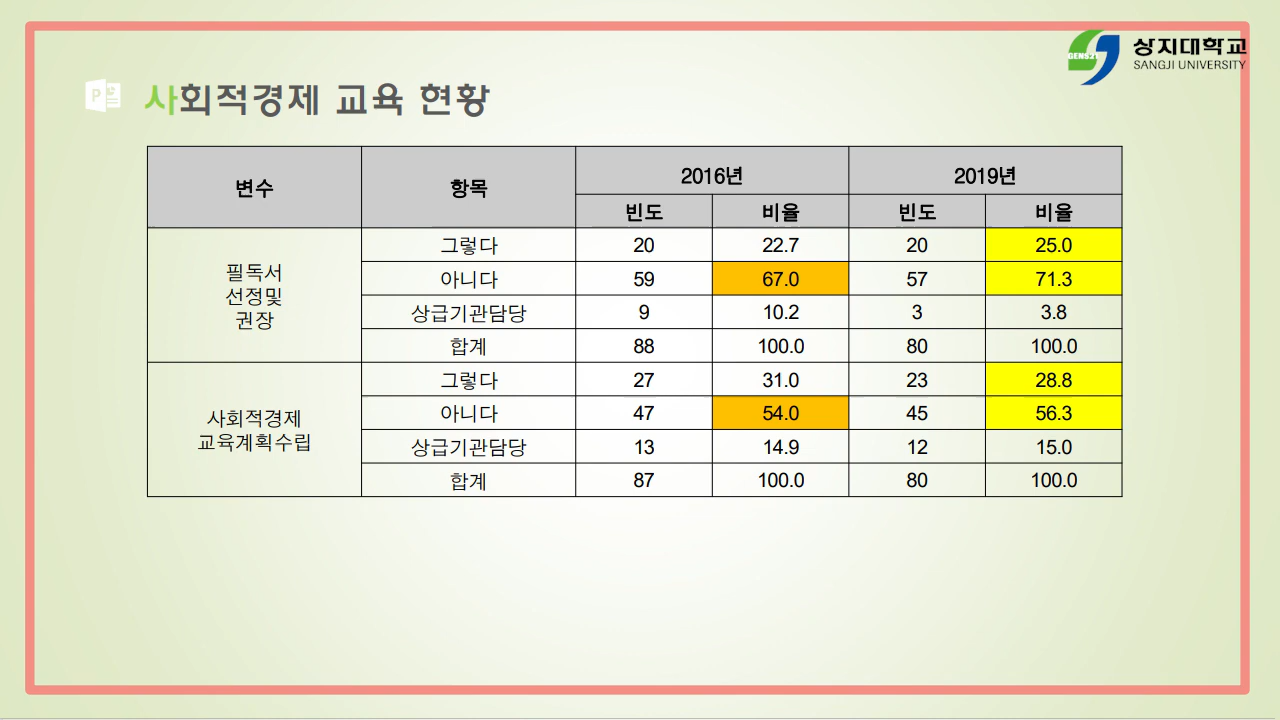 상지대학교
SANGJI UNIVERSITY
사회적경제 교육 현황
변수 항목 2016년 2019년
빈도 비율 빈도 비율
필독서
선정및
권장
그렇다 20 22.7 20 25.0
아니다 59 67.0 57 71.3
상급기관담당 9 10.2 3 3.8
합계 88 100.0 80 100.0
사회적경제
교육계획수립
그렇다 27 31.0 23 28.8
아니다 47 54.0 45 56.3
상급기관담당 13 14.9 12 15.0
합계 87 100.0 80 100.0